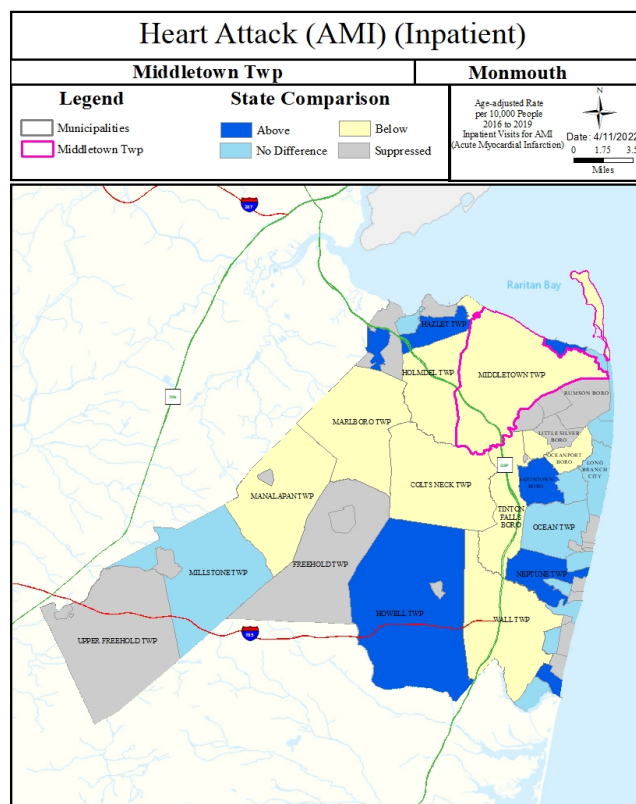 Heart Attack (AMI) (Inpatient)
Middletown Twp
Monmouth
Legend
State Comparison
Municipalities
Middletown Twp
Above
Below
No Difference
Suppressed
Age-adjusted Rate
per 10,000 People
2016 to 2019
Inpatient Visits for AMI
(Acute Myocardial Infarction)
N
Date: 4/11/2022
0 1.75 3.5
Miles
287
Raritan Bay
HAZLET TWP
HOLMDEL TWP
MIDDLETOWN TWP
RUMSON BORO
MARLBORO TWP
LITTLE SILVER
BORO
OCEANPORT
BORO
LONG
BRANCH
CITY
GSP
COLTS NECK TWP
EATONTOWN
BORO
MANALAPAN TWP
TINTON
FALLS
BORO
OCEAN TWP
FREEHOLD TWP
MILLSTONE TWP
NEPTUNE TWP
HOWELL TWP
WALL TWP
UPPER FREEHOLD TWP
195